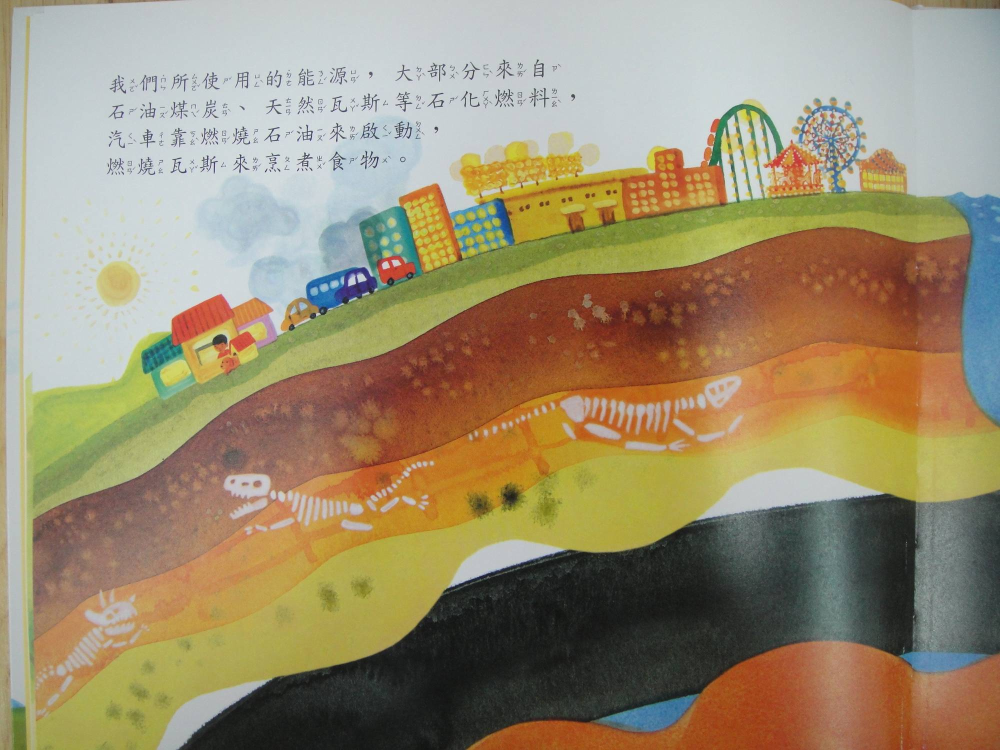 我們所使用的能源，大部分來自
石油煤炭、天然瓦斯等石化燃料，
汽車靠燃燒石油來啟動，
燃燒瓦斯來烹煮食物。